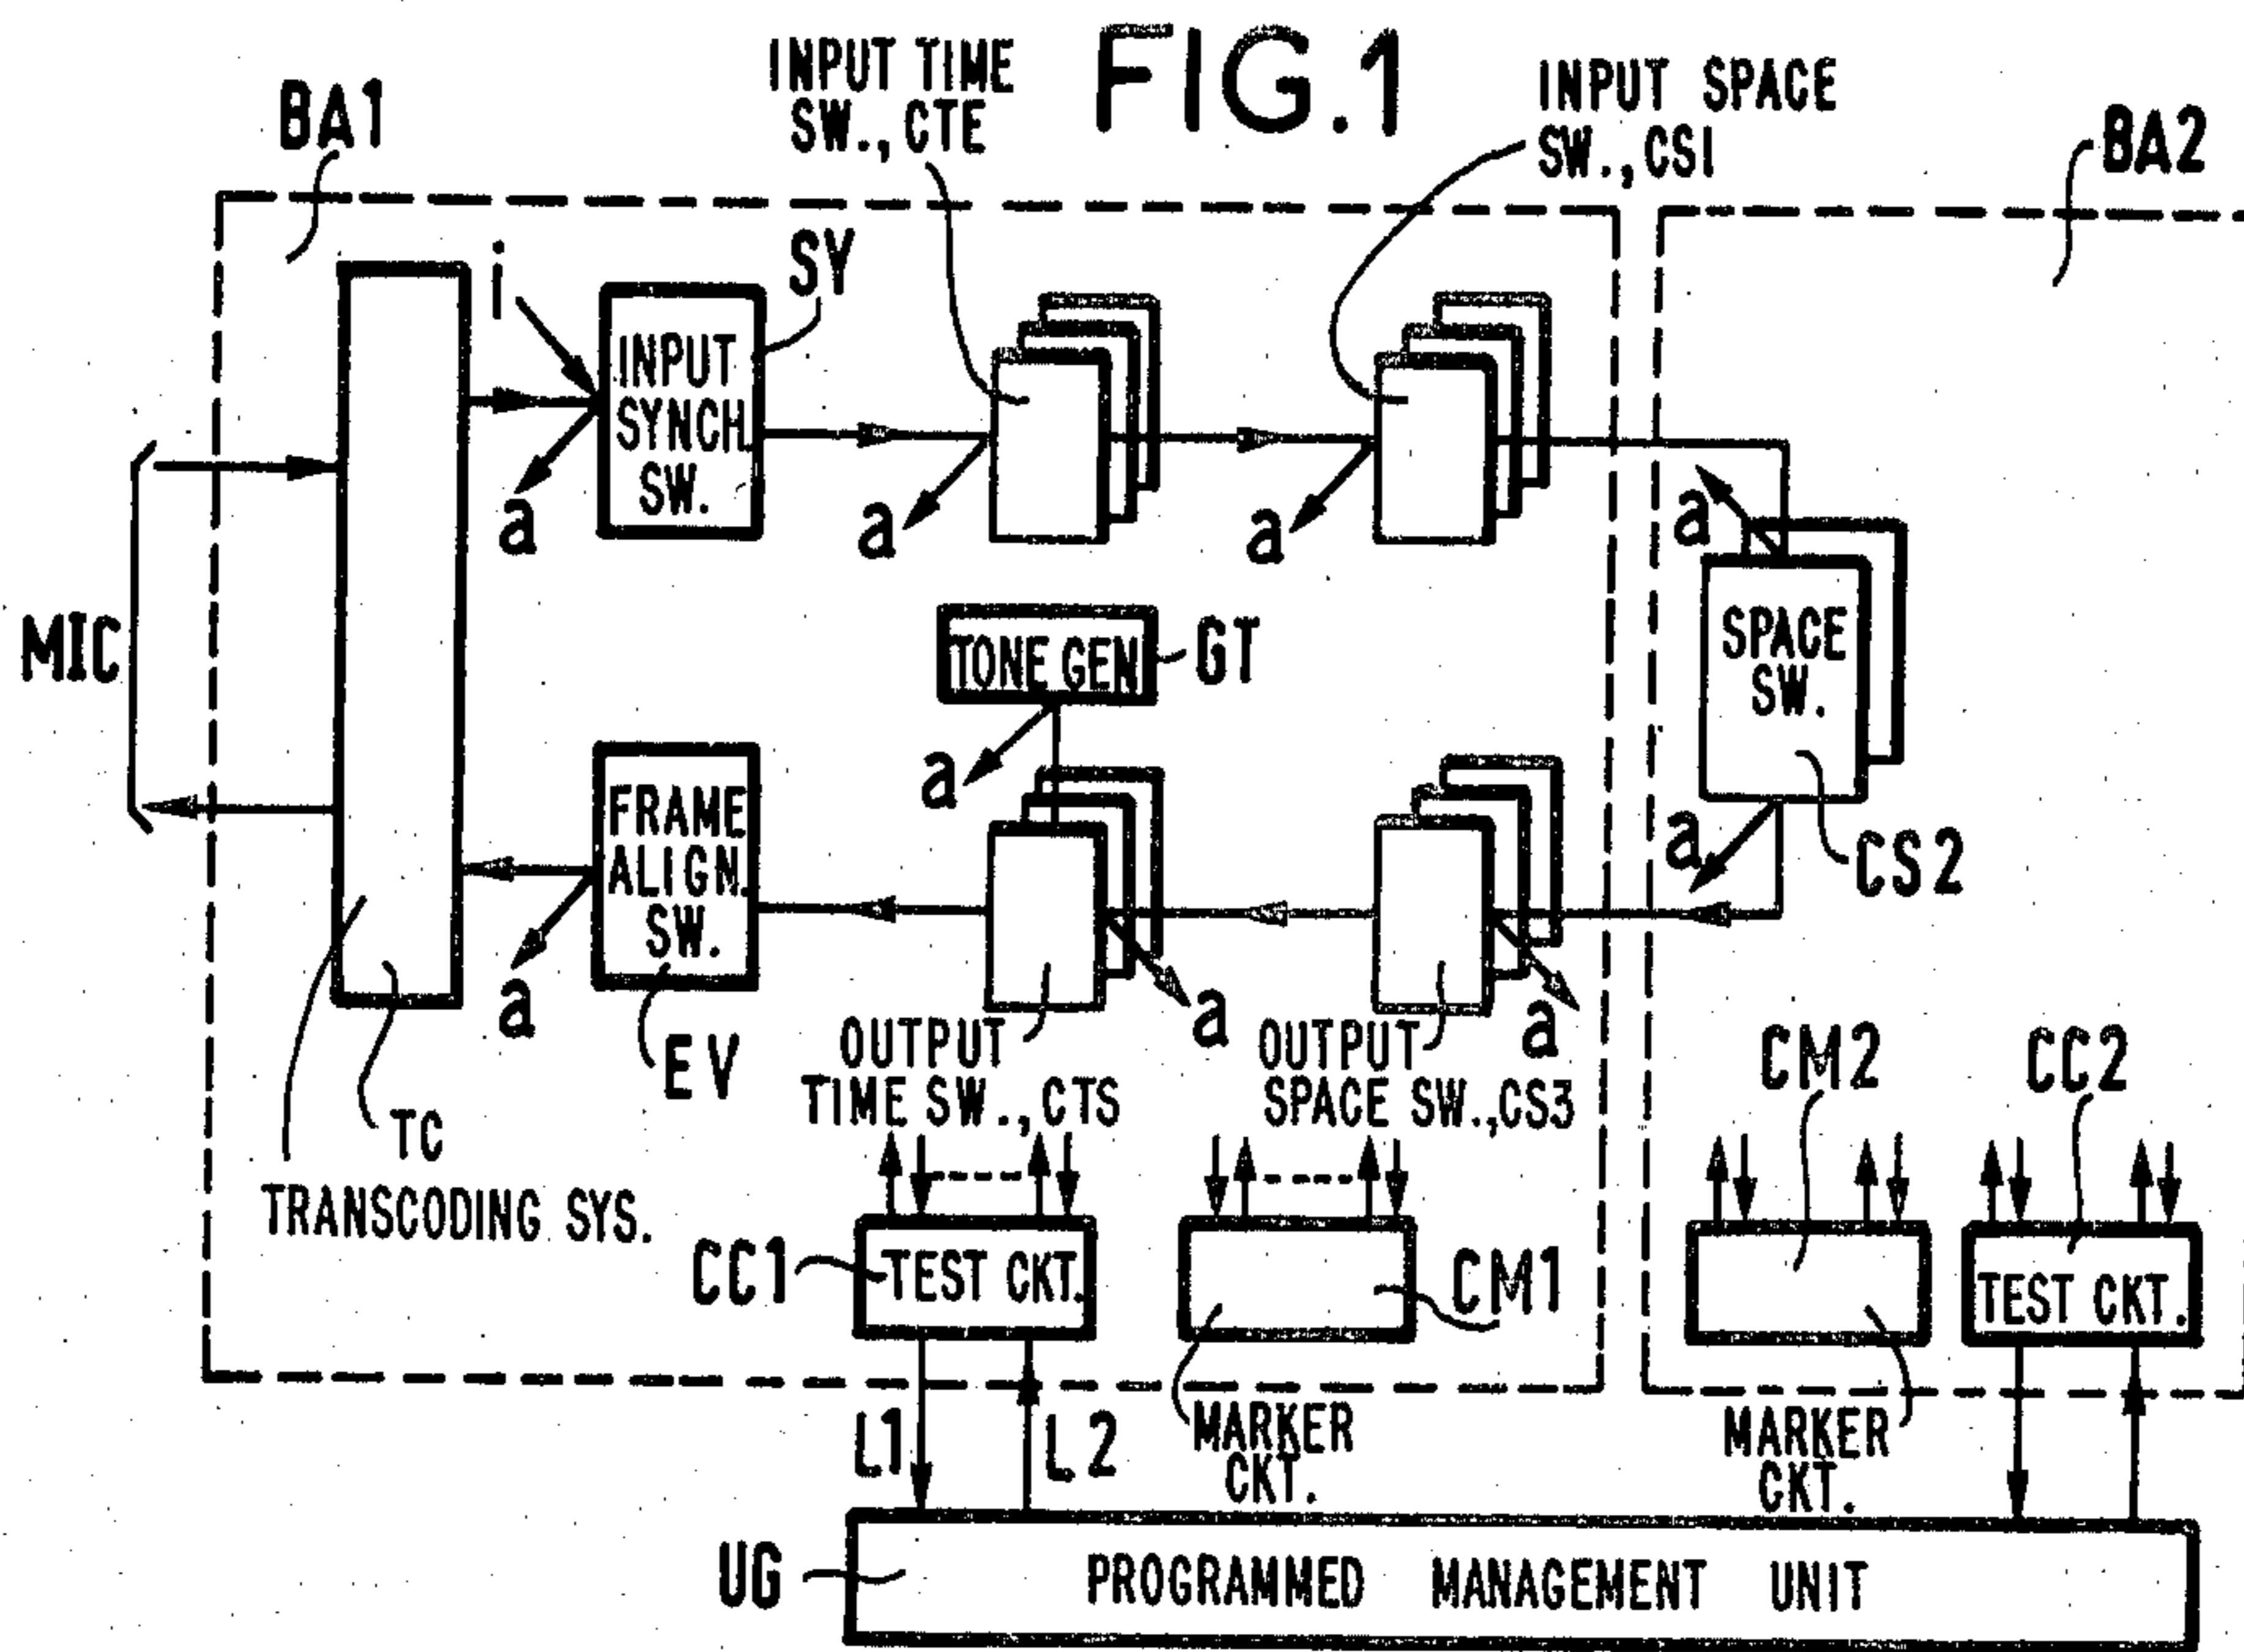 FIG.1
INPUT TIME
SW.,CTE
INPUT SPACE
SW.,CS1
BA1
BA2
i
SY
INPUT
SYNCH.
SW.
a
a
a
a
MIC
TONE GEN
GT
SPACE
SW.
a
FRAME
ALIGN.
SW.
a
CS2
a
a
a
EV
OUTPUT
TIME SW.,CTS
OUTPUT
SPACE SW.,CS3
TC
TRANSCODING SYS.
CM2
CC2
CC1
TEST CKT.
CM1
TEST CKT.
L1
L2
MARKER
CKT.
MARKER
CKT.
UG
PROGRAMMED MANAGEMENT UNIT